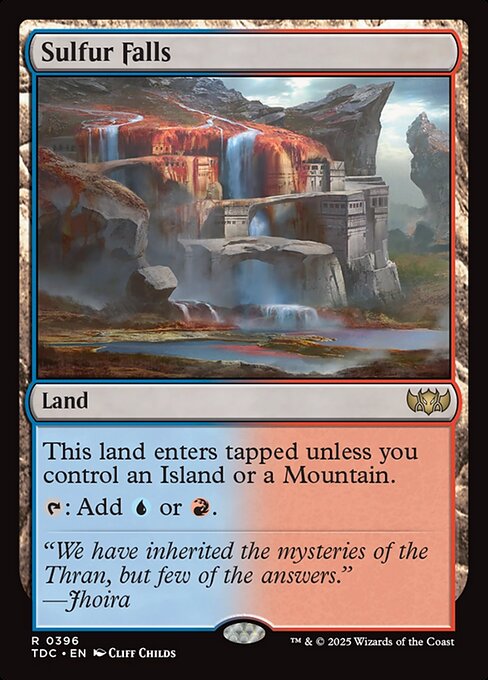 Sulfur Falls
Land
This land enters tapped unless you
control an Island or a Mountain.
: Add or .
“We have inherited the mysteries of the
Thran, but few of the answers.”
—Jhoira
R 0396
TDC • EN CLIFF CHILDS
™ & © 2025 Wizards of the Coast